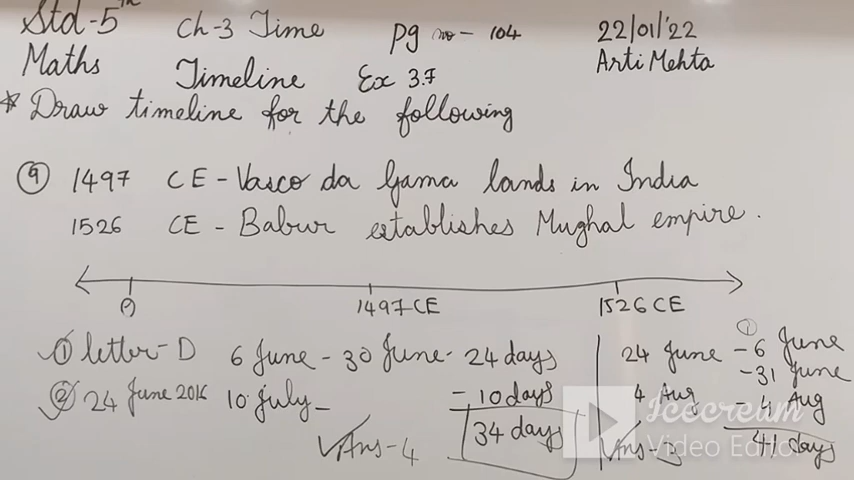 Std-5th Ch-3 Time Pg no - 104 22/01/'22
Maths Timeline Ex 3.7 Arti Mehta
* Draw timeline for the following
9 1497 CE - Vasco da Gama lands in India
1526 CE - Babur establishes Mughal empire.
0 1497 CE 1526 CE
1 letter - D 6 June - 30 June - 24 days
2 24 June 2016 10 July - - 10 days
34 days
Ans - 4
1
24 June - 6 June
- 31 June
4 Aug - 4 Aug
Ans - 3 41 days
Icecream
Video Editor